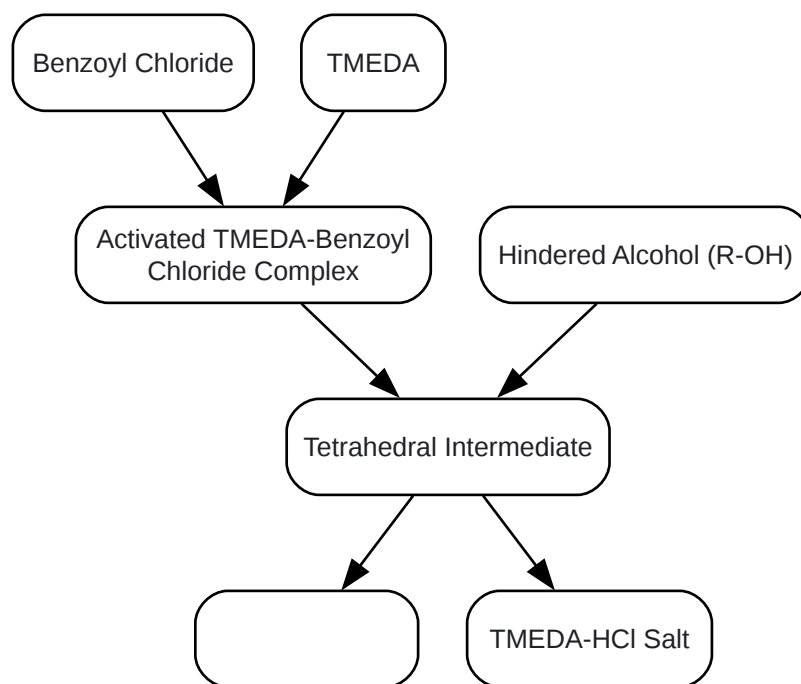 Benzoyl Chloride
TMEDA
Activated TMEDA-Benzoyl
Chloride Complex
Hindered Alcohol (R-OH)
Tetrahedral Intermediate
TMEDA-HCl Salt